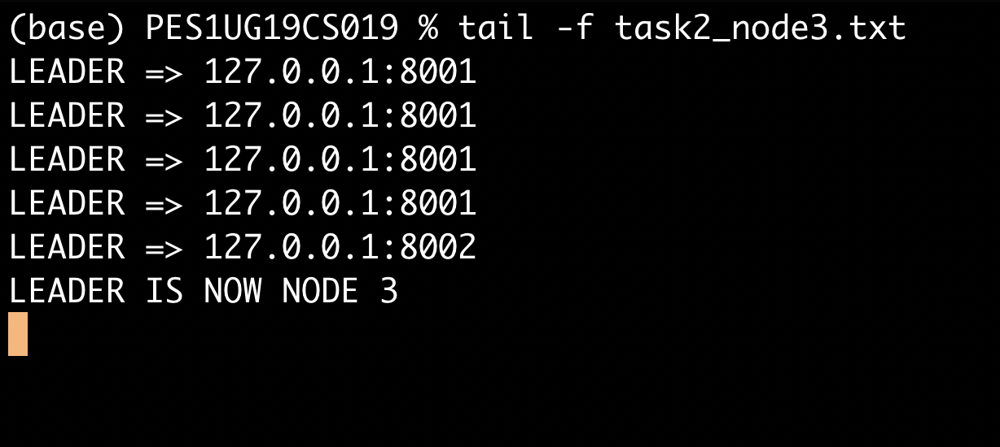 (base) PES1UG19CS019 % tail -f task2_node3.txt
LEADER => 127.0.0.1:8001
LEADER => 127.0.0.1:8001
LEADER => 127.0.0.1:8001
LEADER => 127.0.0.1:8001
LEADER => 127.0.0.1:8002
LEADER IS NOW NODE 3